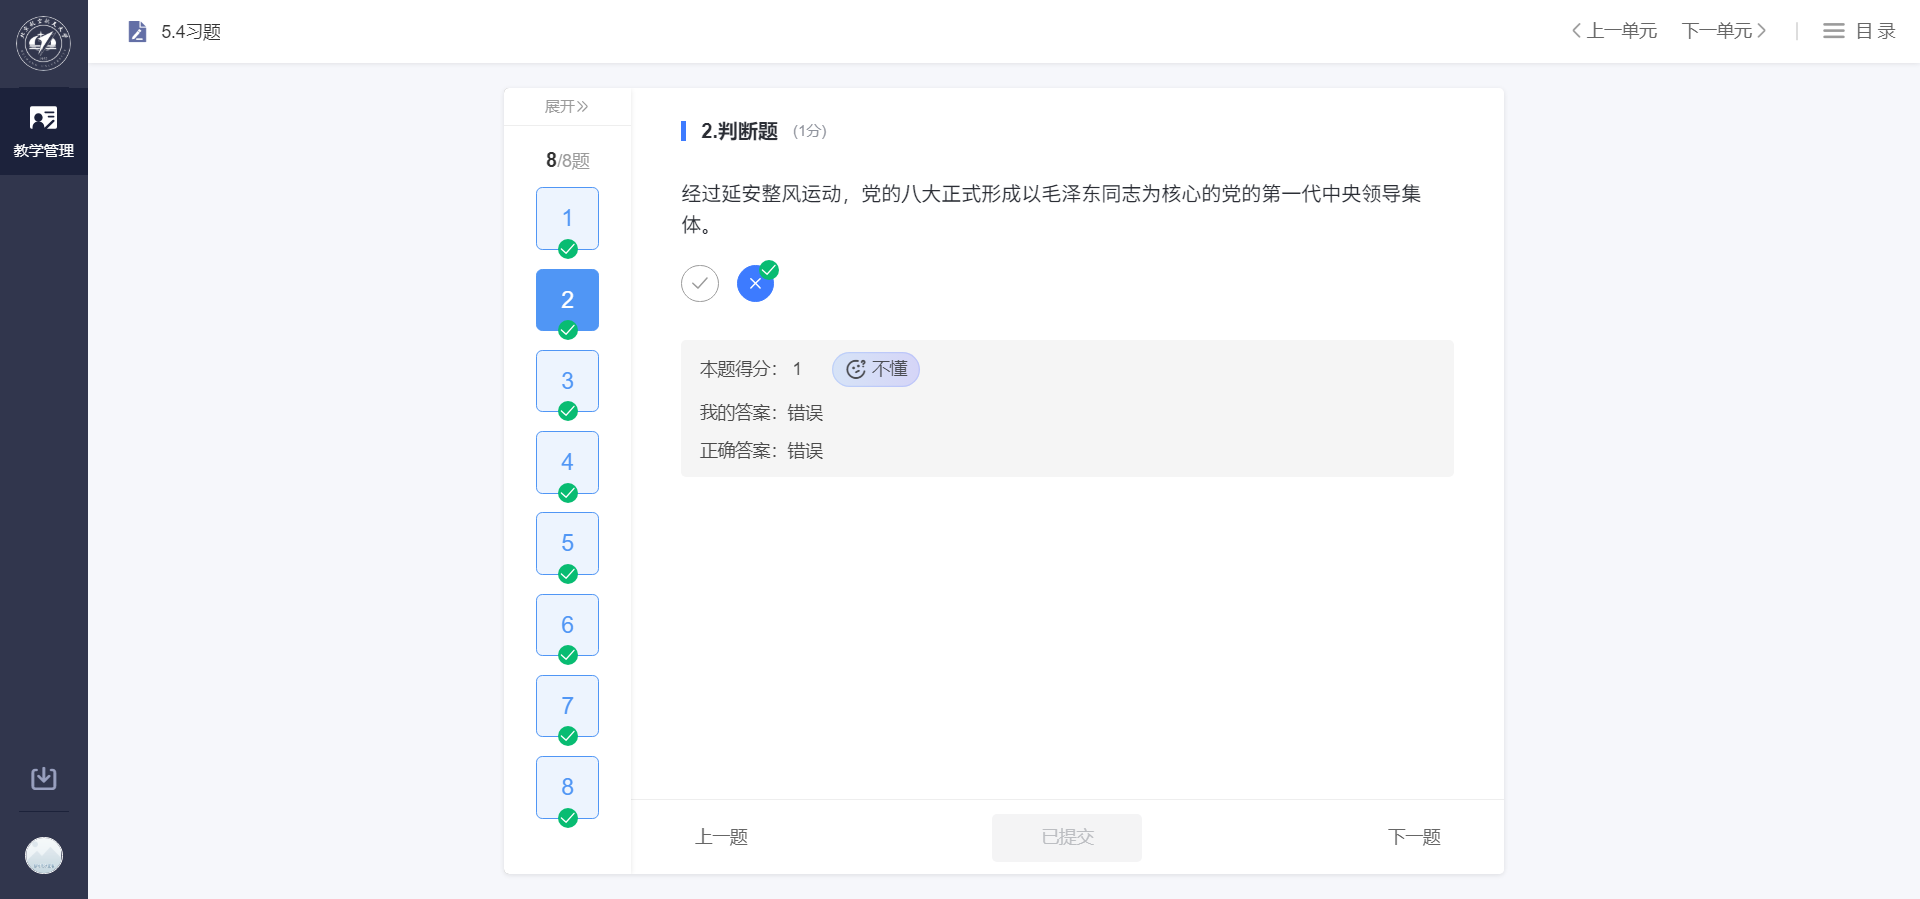 5.4习题
上一单元
下一单元
目录
教学管理
展开
8/8题
1
2
3
4
5
6
7
8
2.判断题 (1分)
经过延安整风运动，党的八大正式形成以毛泽东同志为核心的党的第一代中央领导集
体。
本题得分： 1
不懂
我的答案：错误
正确答案：错误
上一题
已提交
下一题